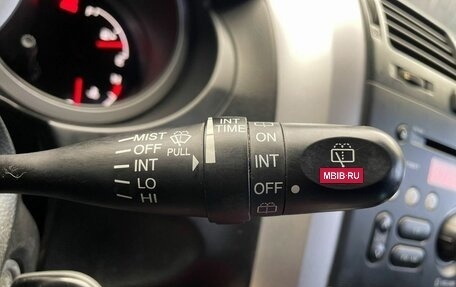 MIST
OFF
INT
LO
HI
PULL
INT
TIME
ON
INT
OFF
MBIB.RU